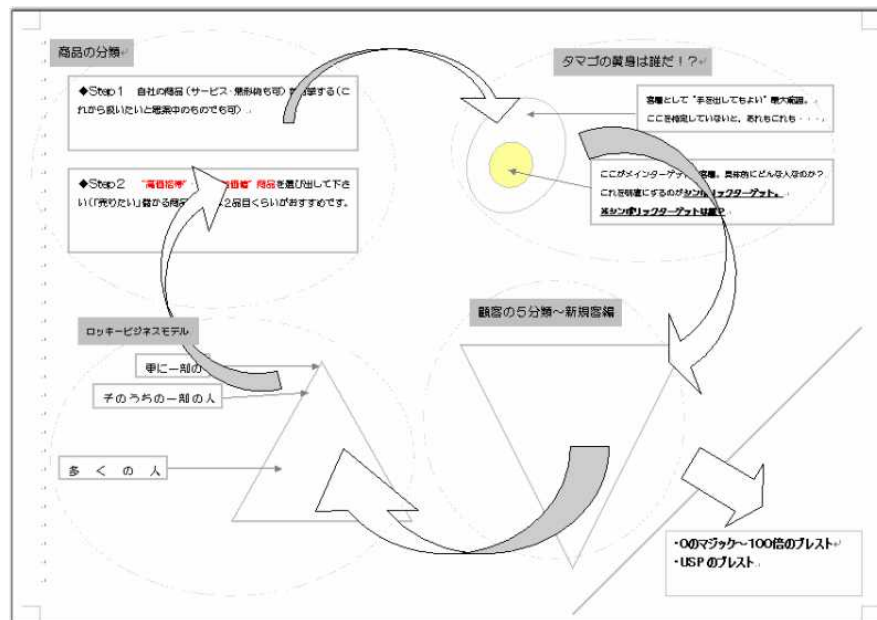 商品の分類
◆Step1 自社の商品(サービス・無形物も可)を列挙する(こ
れから扱いたいと思案中のものでも可)
◆Step2 "高価格帯"・ 価値"商品を選び出して下さ
い(「売りたい」儲かる商品 2品目くらいがおすすめです。
タマゴの黄身は誰だ!?
客層として"手を出してもよい"最大範囲。
ここを検定していないと、あれもこれも・・・
ここがメインターゲット 客層。具体的にどんな人なのか?
これを明確にするのがシンボリックターゲット。
※シンボリックターゲットは誰?
顧客の5分類~新規客編
ロッキービジネスモデル
更に一部の
そのうちの一部の人
多くの人
・0のマジック~100倍のブレスト
・USPのブレスト